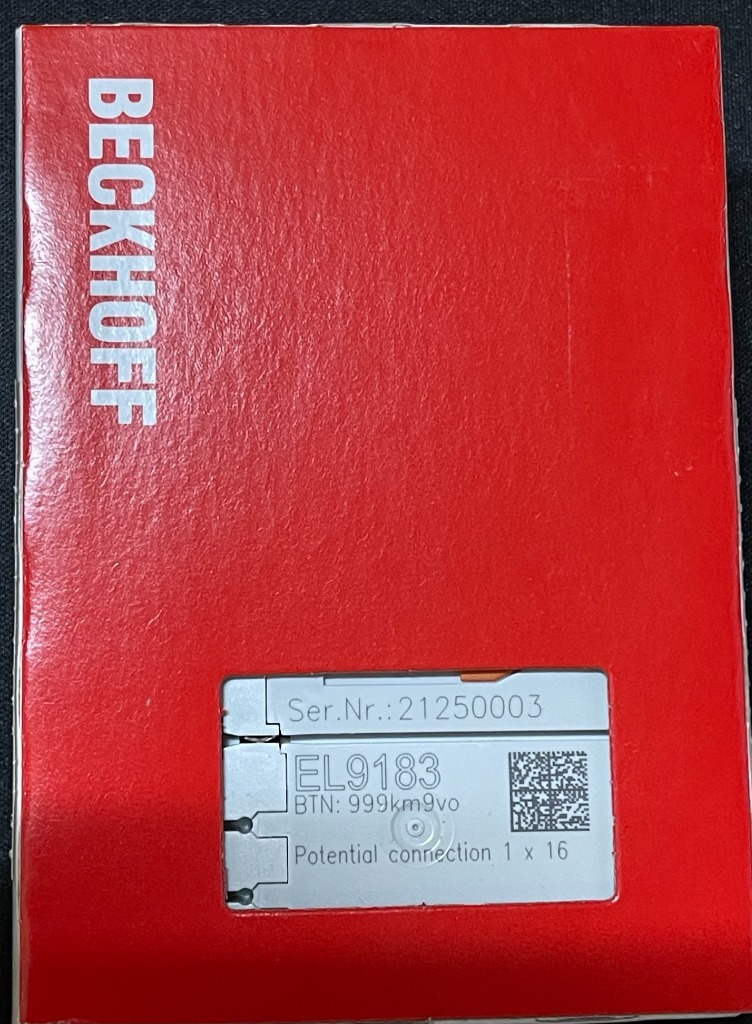 BECKHOFF
Ser.Nr.:21250003
EL9183
BTN: 999km9vo
Potential connection 1 x 16